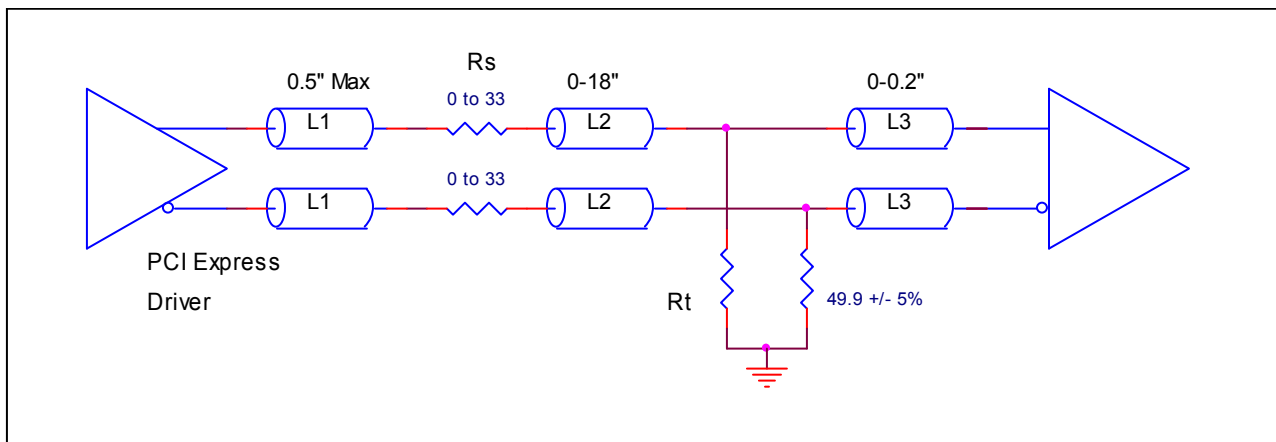 Rs
0.5" Max
0-18"
0-0.2"
0 to 33
L1
L2
L3
0 to 33
L1
L2
L3
PCI Express
Driver
Rt
49.9 +/- 5%